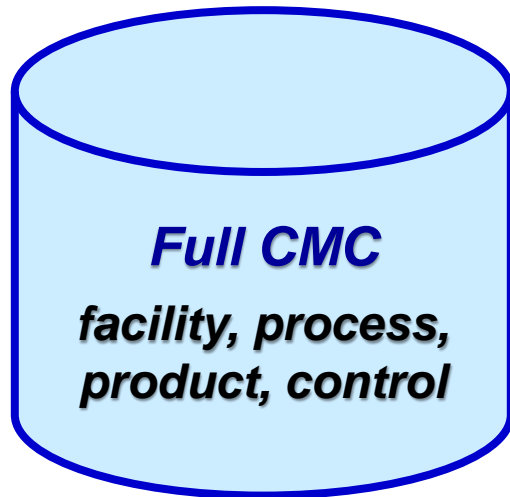 Full CMC
facility, process,
product, control